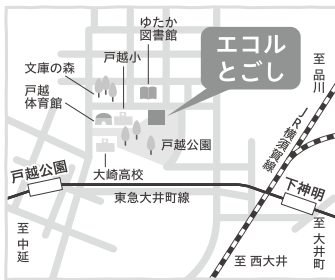 ゆたか
図書館
エコル
とごし
戸越小
文庫の森
戸越
体育館
至 品川
JR横須賀線
戸越公園
大崎高校
戸越公園
下神明
東急大井町線
至 中延
至 西大井
至 大井町